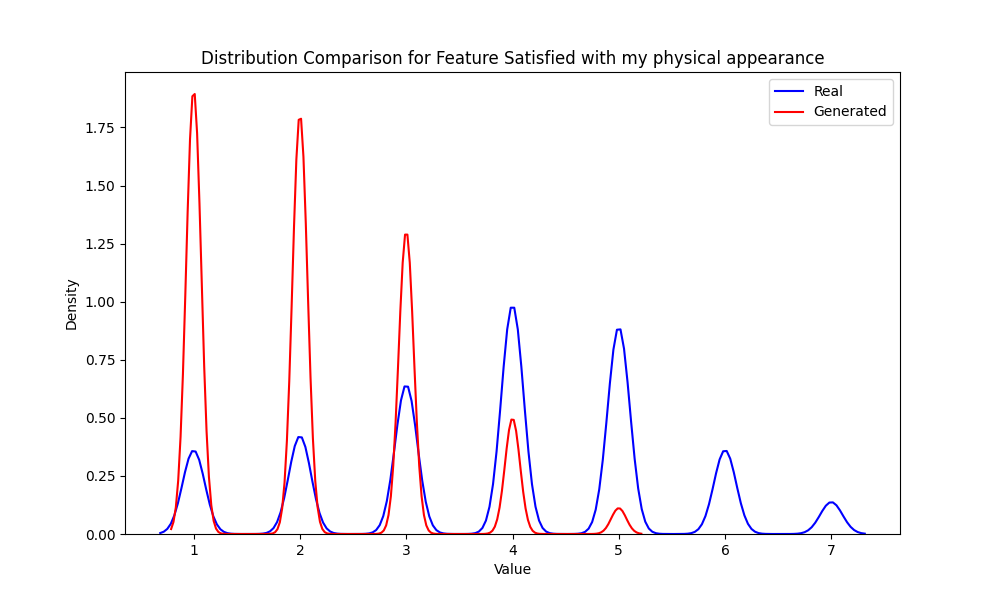 Distribution Comparison for Feature Satisfied with my physical appearance
Real
Generated
1.75
1.50
1.25
1.00
0.75
0.50
0.25
0.00
Density
1 2 3 4 5 6 7
Value